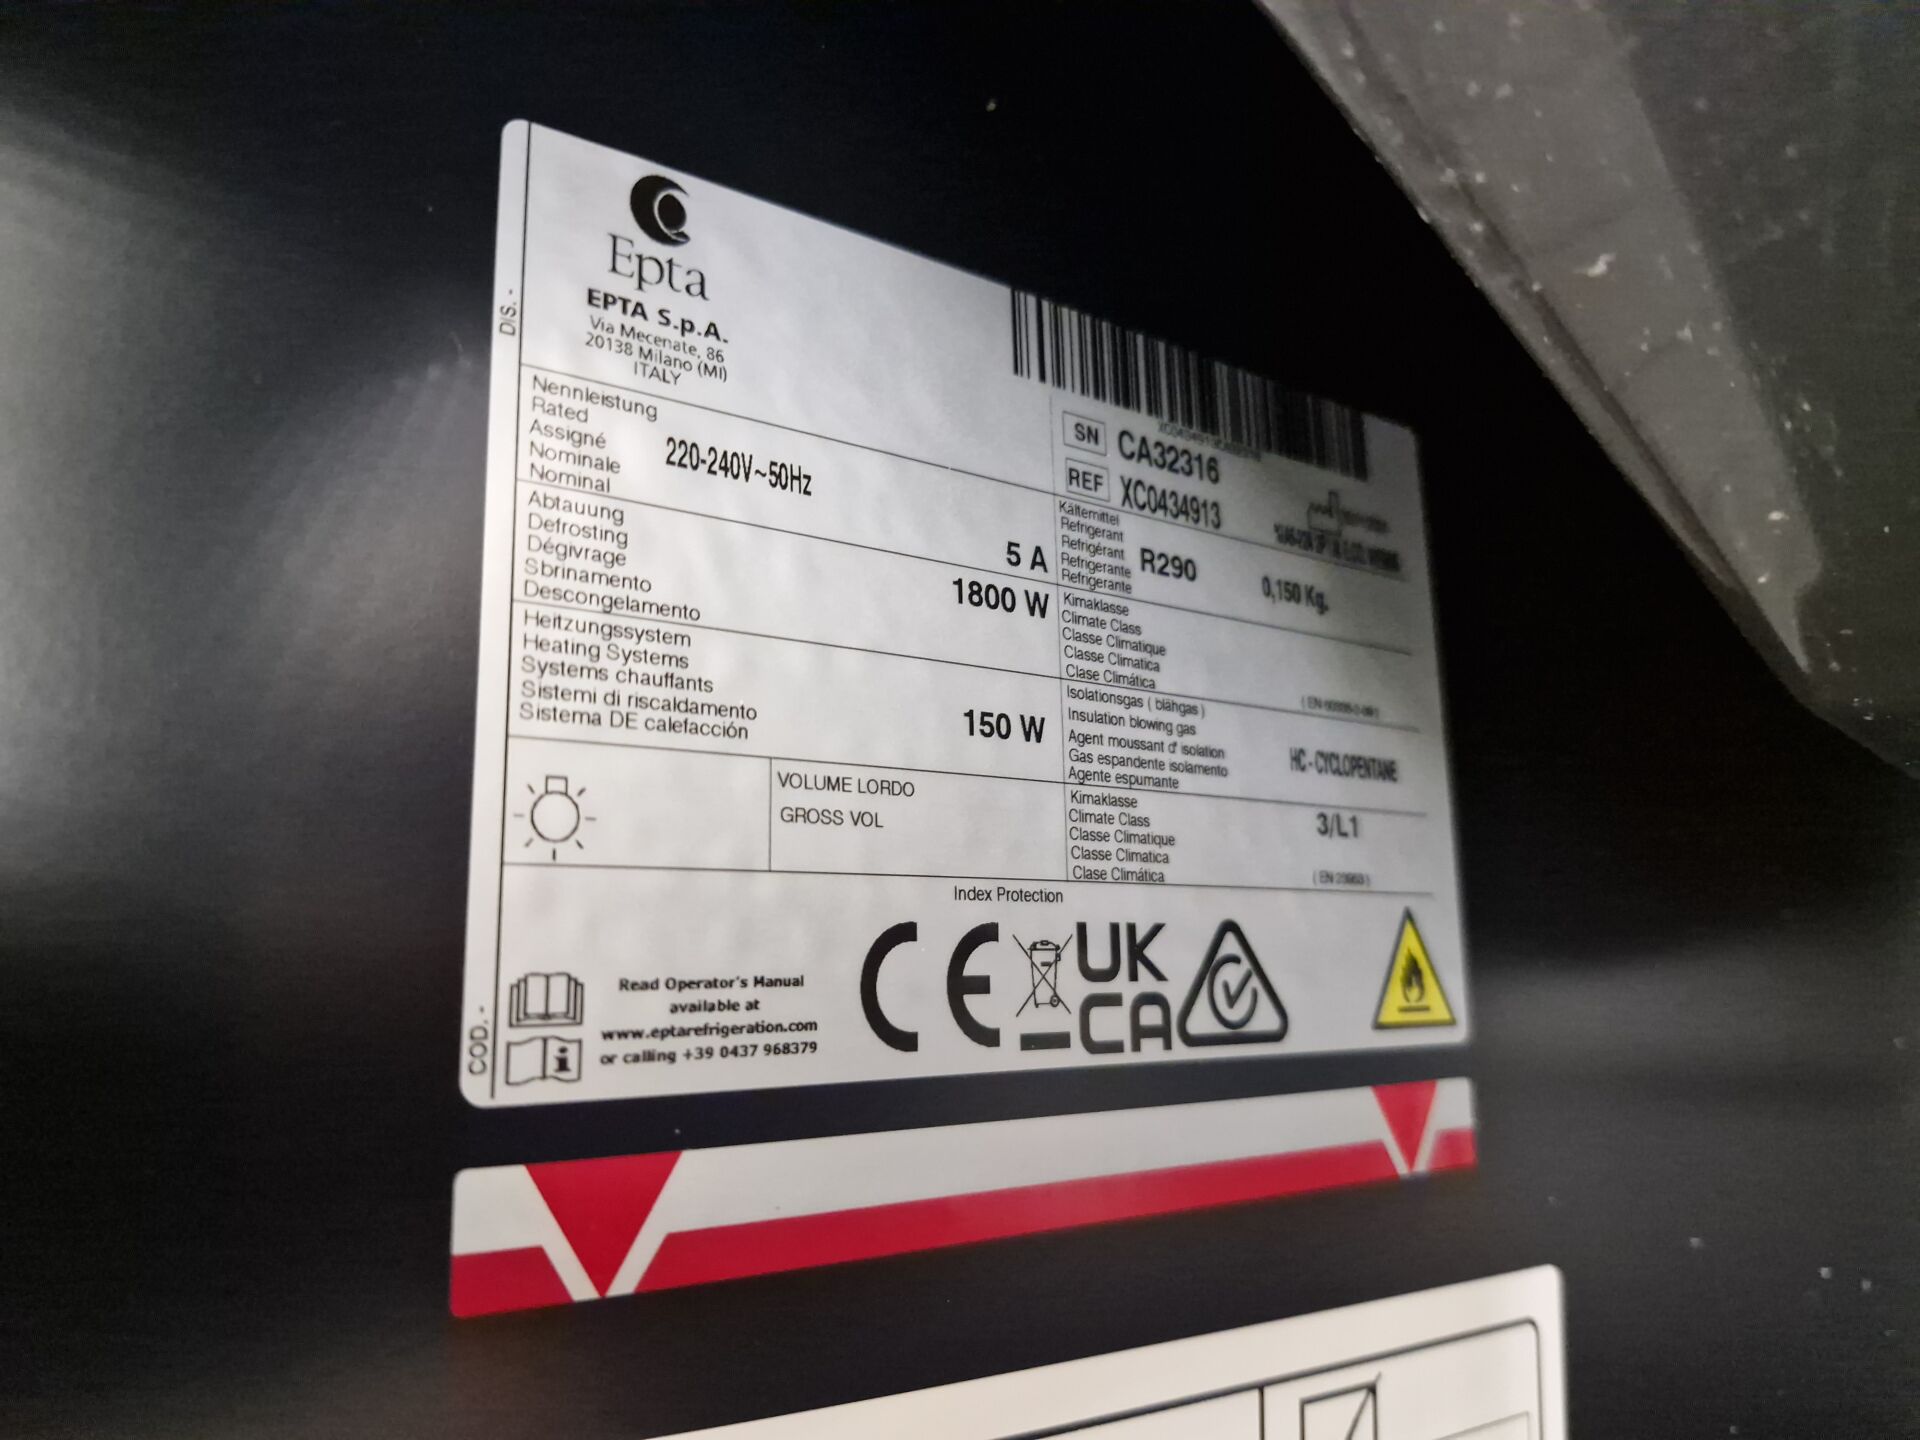 DIS. -
Epta
EPTA S.p.A.
Via Mecenate, 86
20138 Milano (MI)
ITALY
SN CA32316
REF XC0434913
Nennleistung
Rated
Assigné
Nominale
Nominal
220-240V~50Hz
5 A
Abtauung
Defrosting
Dégivrage
Sbrinamento
Descongelamento
1800 W
Heitzungssystem
Heating Systems
Systems chauffants
Sistemi di riscaldamento
Sistema DE calefacción
150 W
VOLUME LORDO
GROSS VOL
Kältemittel
Refrigerant
Refrigérant
Refrigerante
Refrigerante
R290
0,150 Kg.
Kimaklasse
Climate Class
Classe Climatique
Classe Climatica
Clase Climática
Isolationsgas ( blähgas )
Insulation blowing gas
Agent moussant d' isolation
Gas espandente isolamento
Agente espumante
HC - CYCLOPENTANE
Kimaklasse
Climate Class
Classe Climatique
Classe Climatica
Clase Climática
3/L1
Index Protection
COD. -
Read Operator's Manual
available at
www.eptarefrigeration.com
or calling +39 0437 968379
CE
UK
CA